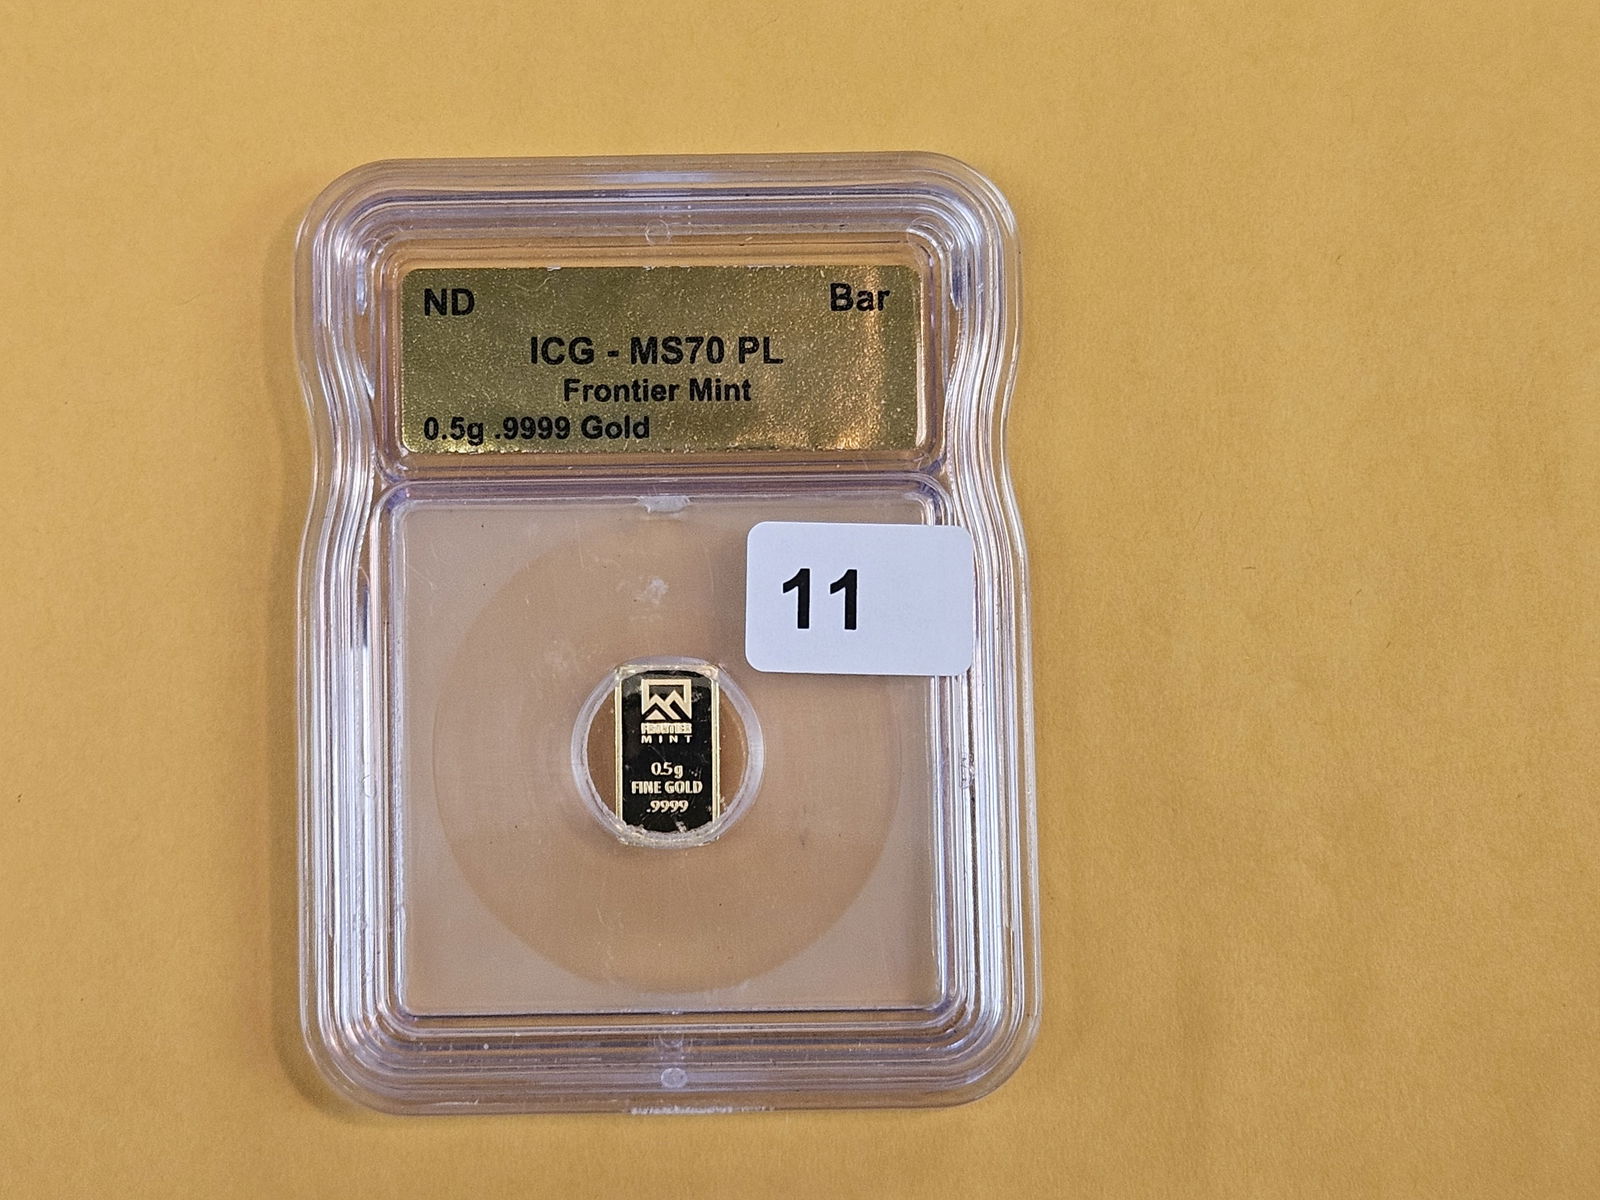 ND Bar
ICG - MS70 PL
Frontier Mint
0.5g .9999 Gold
11
FRONTIER
MINT
0.5g
FINE GOLD
.9999